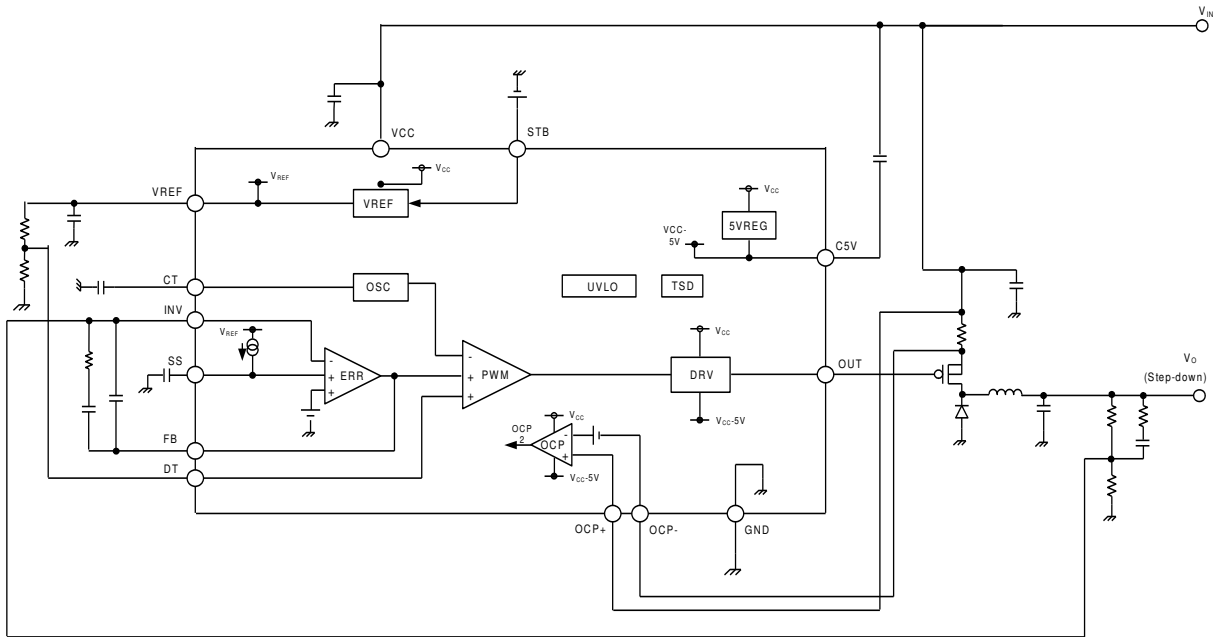 VIN
VCC
STB
VCC
VREF
VREF
VREF
VCC
5VREG
VCC-
5V
C5V
CT
OSC
UVLO
TSD
INV
VREF
VCC
SS
OUT
VO
(Step-down)
-
+
+
ERR
-
+
+
PWM
DRV
VCC
VCC-5V
OCP
2
-
+
OCP
FB
VCC-5V
DT
OCP+
OCP-
GND